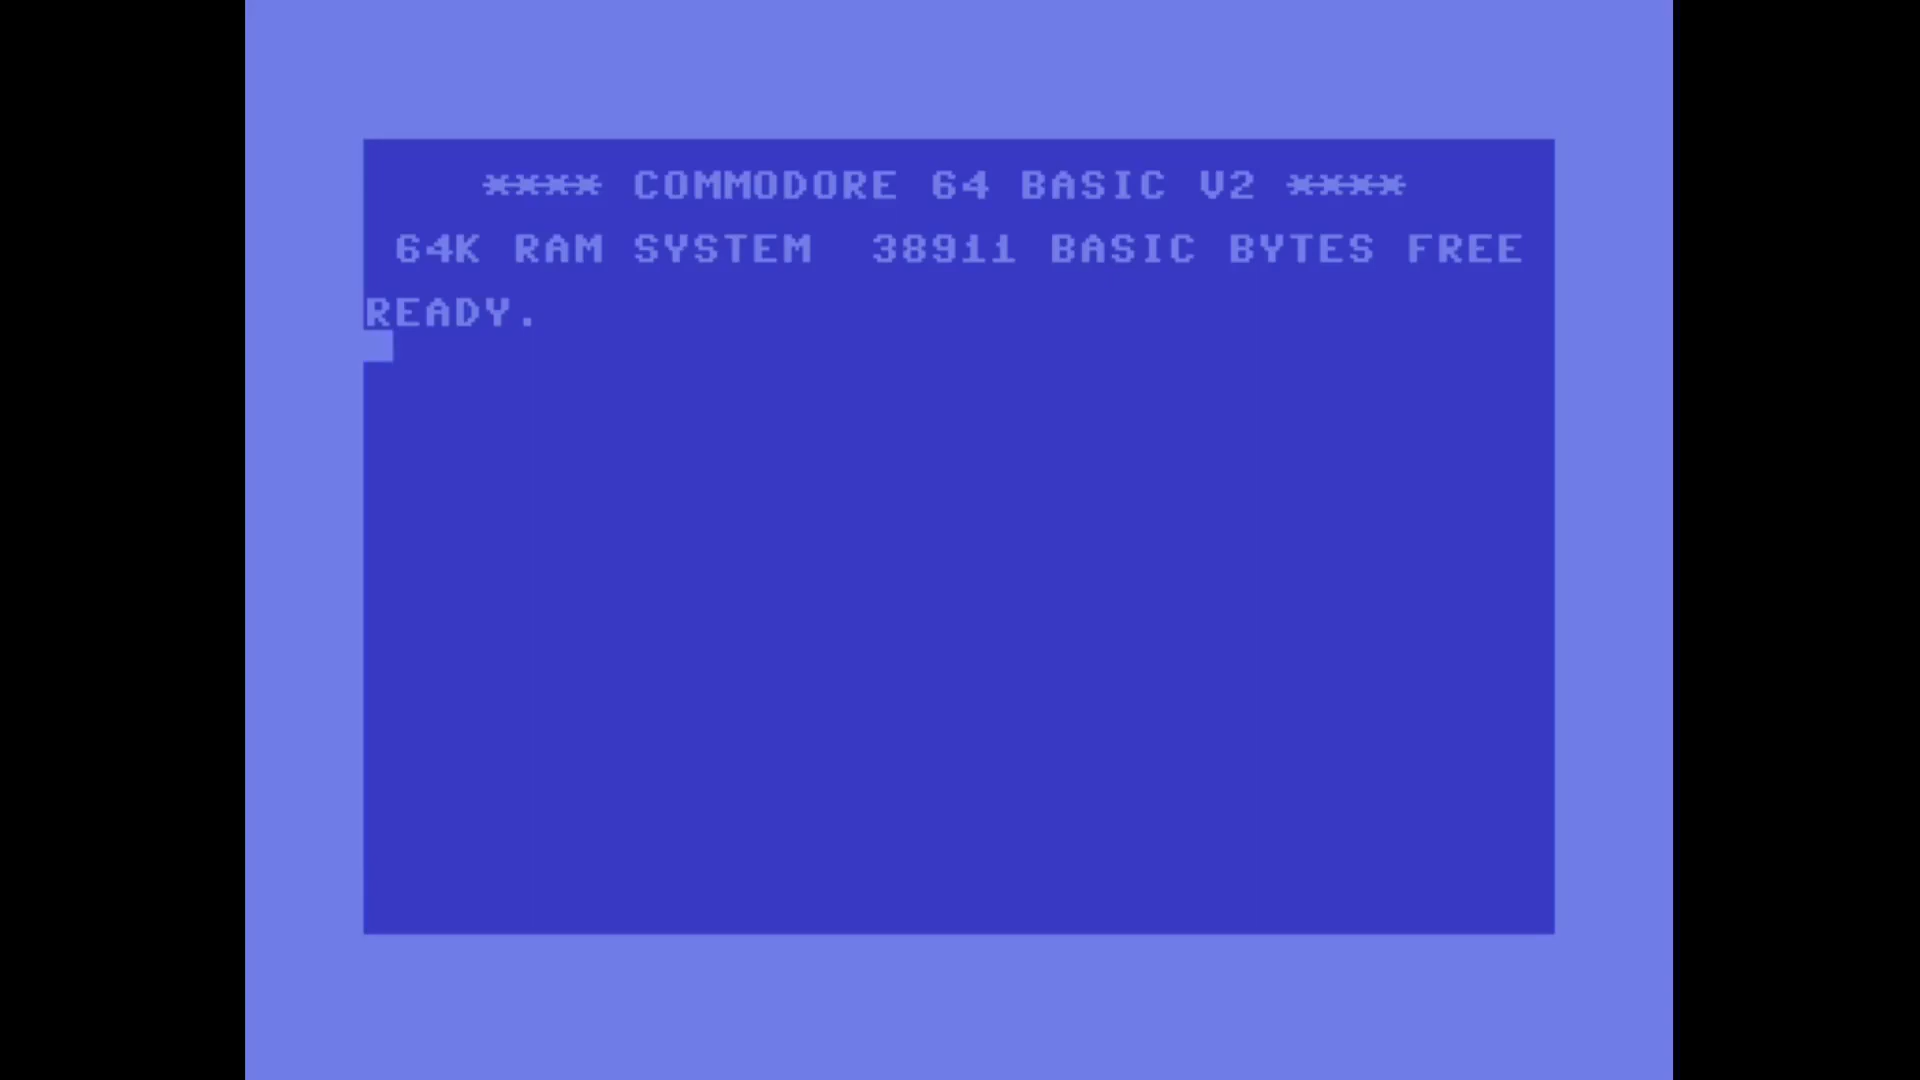 **** COMMODORE 64 BASIC V2 ****
64K RAM SYSTEM  38911 BASIC BYTES FREE
READY.